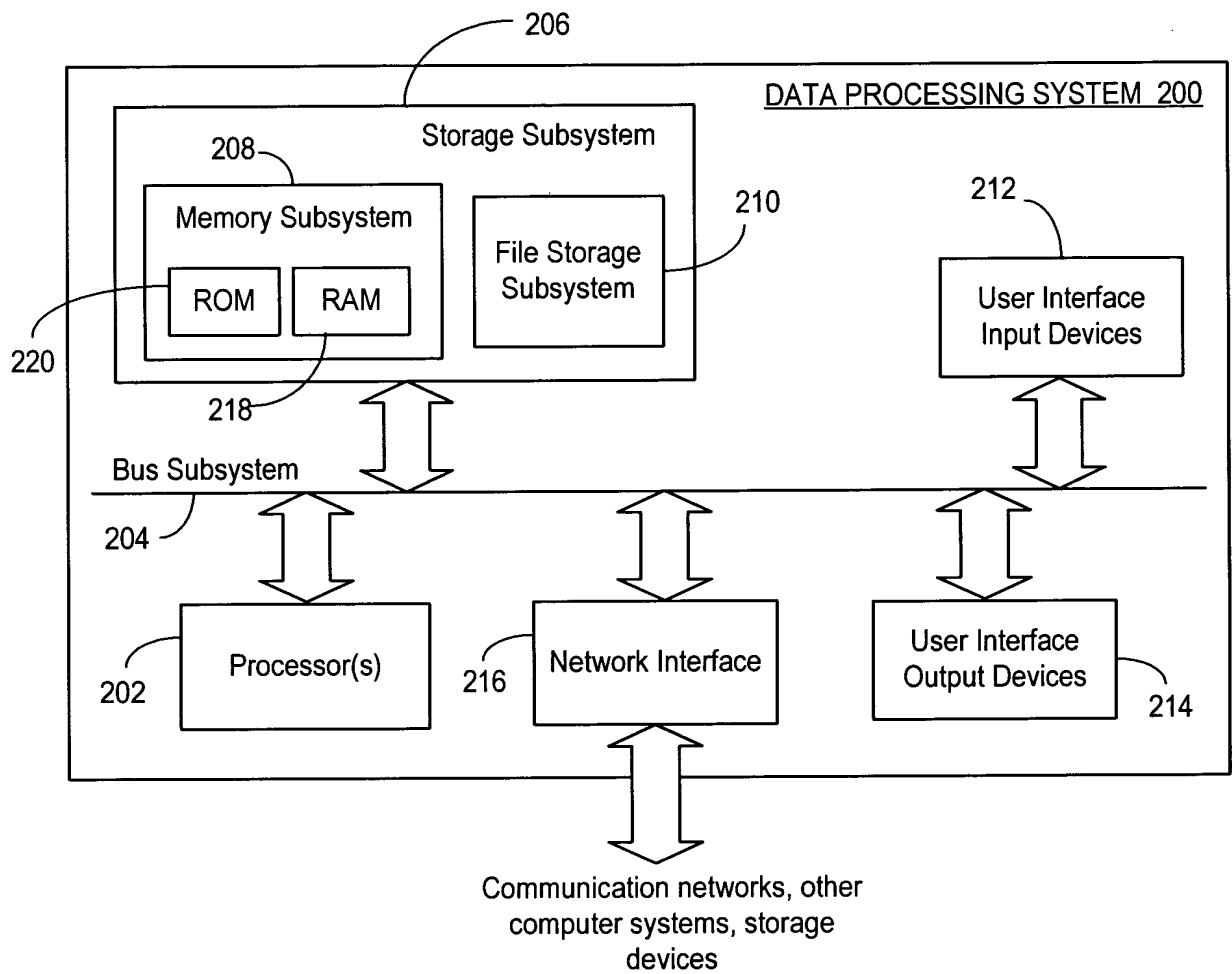 206
DATA PROCESSING SYSTEM 200
Storage Subsystem
208
Memory Subsystem
ROM
RAM
220
218
File Storage
Subsystem
210
212
User Interface
Input Devices
Bus Subsystem
204
Processor(s)
202
Network Interface
216
User Interface
Output Devices
214
Communication networks, other
computer systems, storage
devices